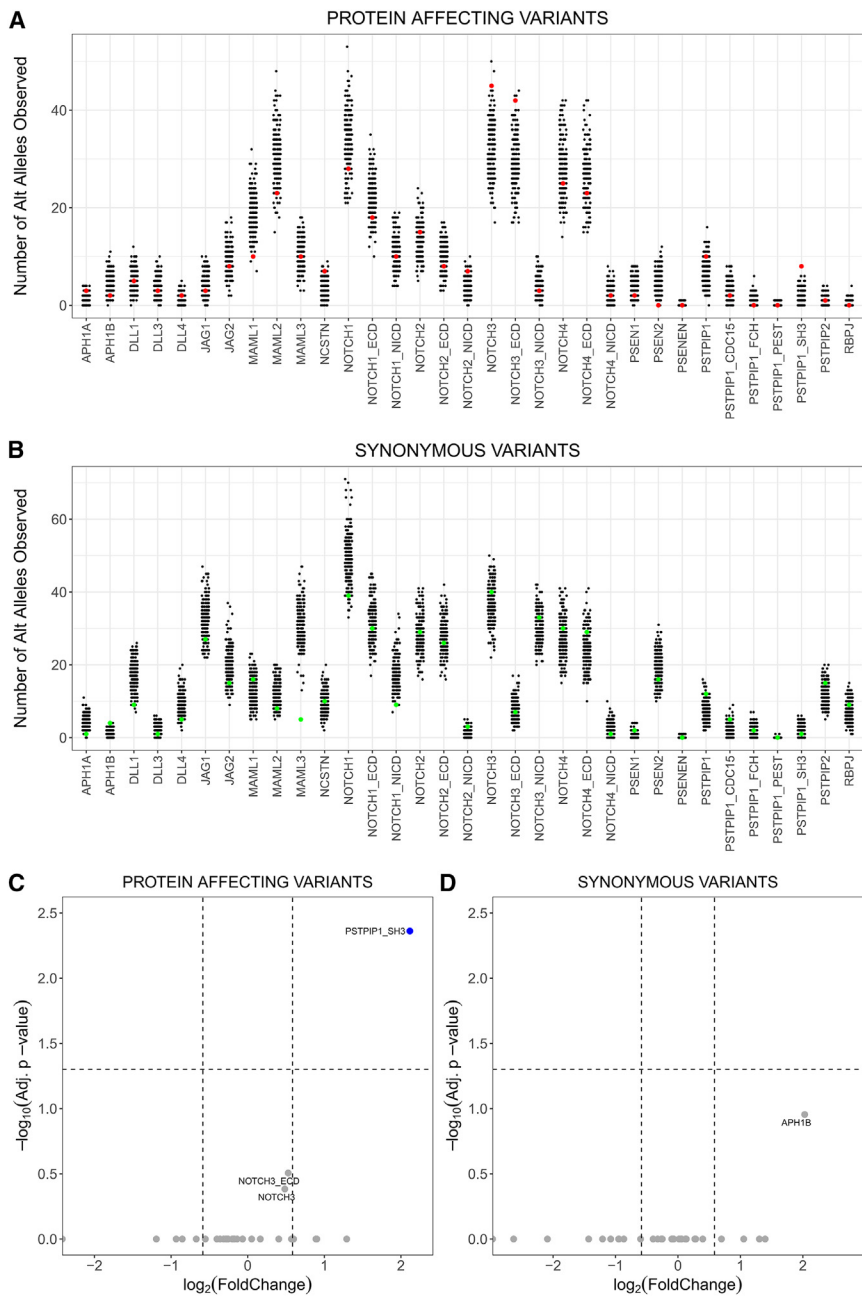 A
PROTEIN AFFECTING VARIANTS
Number of Alt Alleles Observed
40
20
0
APH1A
APH1B
DLL1
DLL3
DLL4
JAG1
JAG2
MAML1
MAML2
MAML3
NCSTN
NOTCH1
NOTCH1_ECD
NOTCH1_NICD
NOTCH2
NOTCH2_ECD
NOTCH2_NICD
NOTCH3
NOTCH3_ECD
NOTCH3_NICD
NOTCH4
NOTCH4_ECD
NOTCH4_NICD
PSEN1
PSEN2
PSENEN
PSTPIP1
PSTPIP1_CDC15
PSTPIP1_FCH
PSTPIP1_PEST
PSTPIP1_SH3
PSTPIP2
RBPJ
B
SYNONYMOUS VARIANTS
Number of Alt Alleles Observed
60
40
20
0
APH1A
APH1B
DLL1
DLL3
DLL4
JAG1
JAG2
MAML1
MAML2
MAML3
NCSTN
NOTCH1
NOTCH1_ECD
NOTCH1_NICD
NOTCH2
NOTCH2_ECD
NOTCH2_NICD
NOTCH3
NOTCH3_ECD
NOTCH3_NICD
NOTCH4
NOTCH4_ECD
NOTCH4_NICD
PSEN1
PSEN2
PSENEN
PSTPIP1
PSTPIP1_CDC15
PSTPIP1_FCH
PSTPIP1_PEST
PSTPIP1_SH3
PSTPIP2
RBPJ
C
PROTEIN AFFECTING VARIANTS
−log10(Adj. p −value)
2.5
2.0
1.5
1.0
0.5
0.0
PSTPIP1_SH3
NOTCH3_ECD
NOTCH3
−2 −1 0 1 2
log2(FoldChange)
D
SYNONYMOUS VARIANTS
−log10(Adj. p −value)
2.5
2.0
1.5
1.0
0.5
0.0
APH1B
−2 −1 0 1 2
log2(FoldChange)